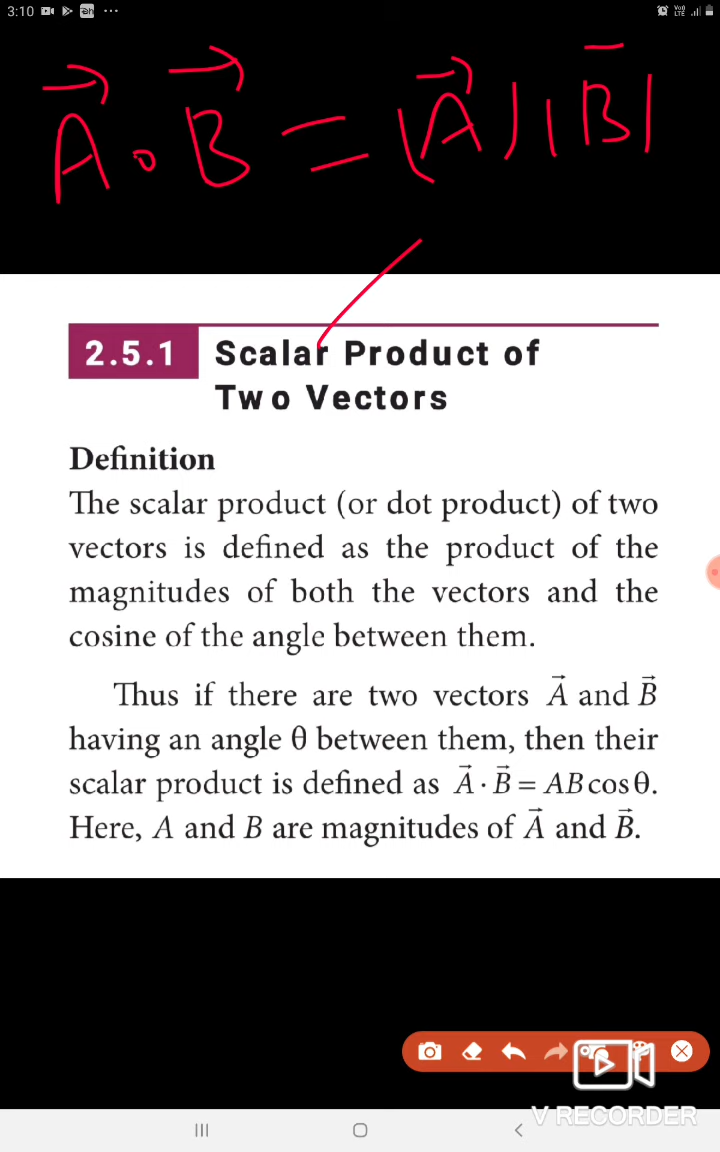 3:10
A⃗ . B⃗ = |A⃗| |B̄|
2.5.1 Scalar Product of
Two Vectors
Definition
The scalar product (or dot product) of two
vectors is defined as the product of the
magnitudes of both the vectors and the
cosine of the angle between them.
Thus if there are two vectors A⃗ and B⃗
having an angle θ between them, then their
scalar product is defined as A⃗ · B⃗ = AB cosθ.
Here, A and B are magnitudes of A⃗ and B⃗.
V RECORDER